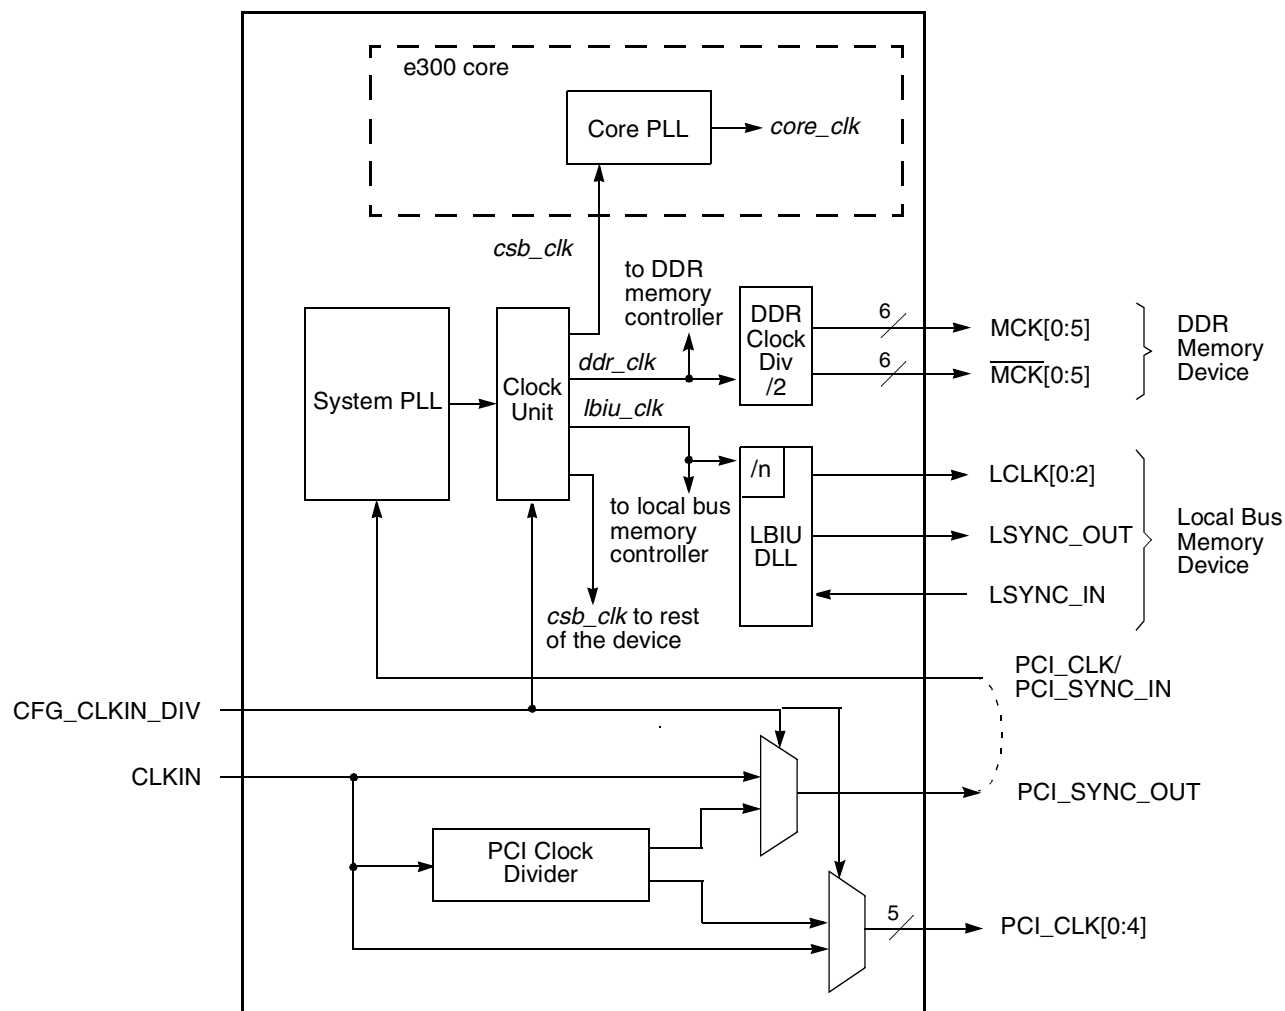 e300 core
Core PLL
core_clk
csb_clk
to DDR
memory
controller
DDR
Clock
Div
/2
6
MCK[0:5]
6
M̅C̅K̅[0:5]
DDR
Memory
Device
System PLL
Clock
Unit
ddr_clk
lbiu_clk
/n
LBIU
DLL
to local bus
memory
controller
LCLK[0:2]
LSYNC_OUT
LSYNC_IN
Local Bus
Memory
Device
csb_clk to rest
of the device
PCI_CLK/
PCI_SYNC_IN
CFG_CLKIN_DIV
CLKIN
PCI_SYNC_OUT
PCI Clock
Divider
5
PCI_CLK[0:4]